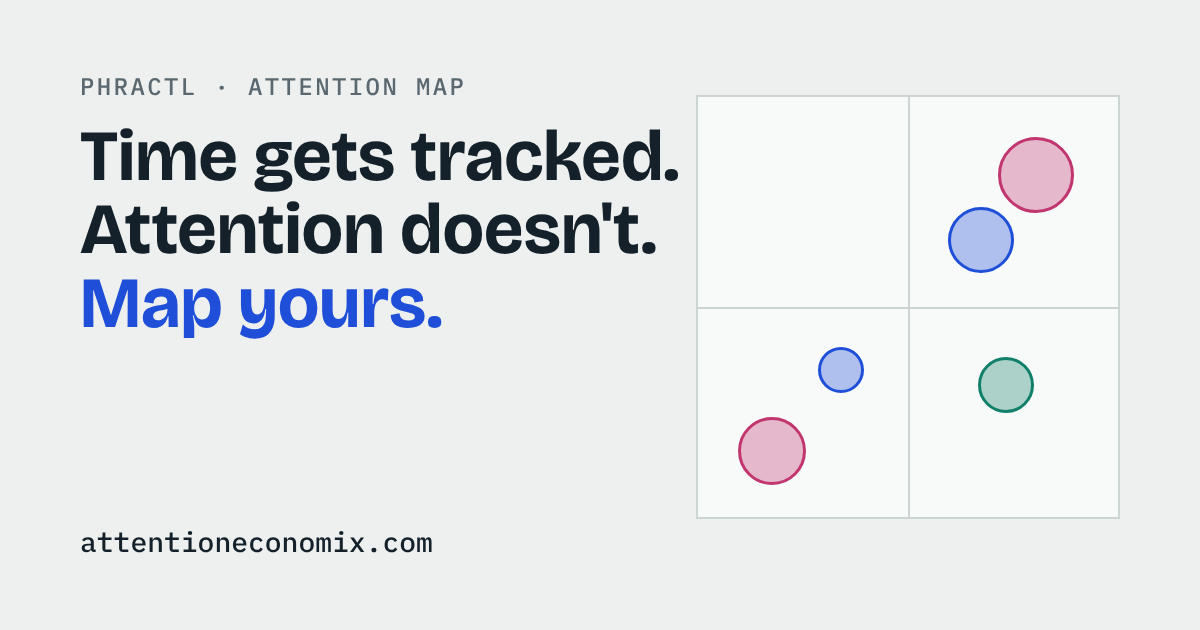 PHRACTL · ATTENTION MAP
Time gets tracked.
Attention doesn't.
Map yours.
attentioneconomix.com